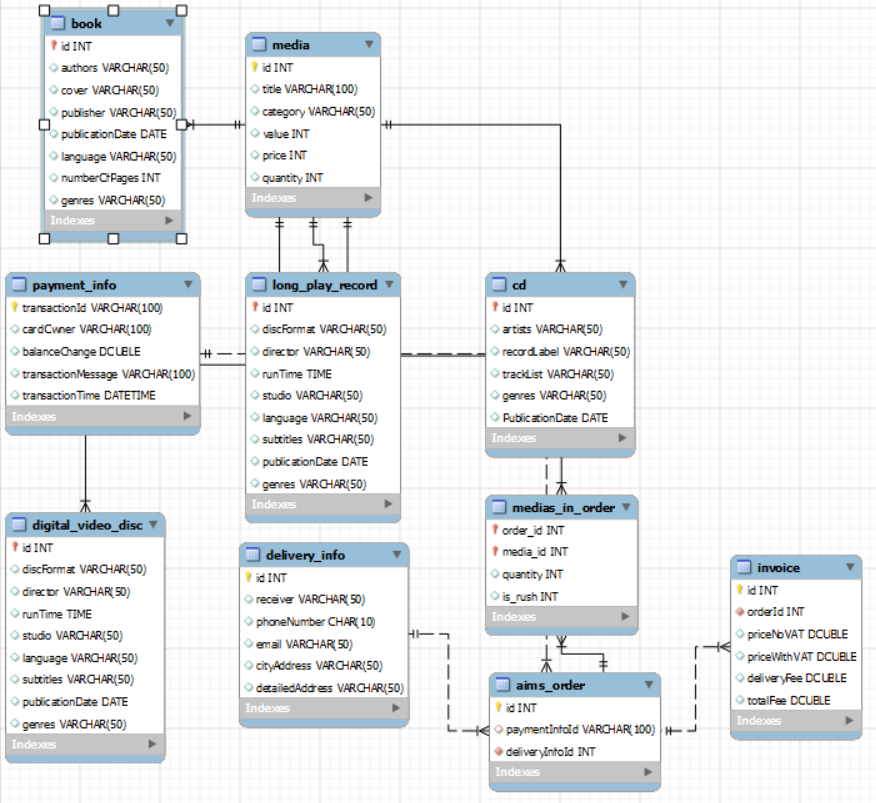 book
id INT
authors VARCHAR(50)
cover VARCHAR(50)
publisher VARCHAR(50)
publicationDate DATE
language VARCHAR(50)
numberOfPages INT
genres VARCHAR(50)
Indexes
media
id INT
title VARCHAR(100)
category VARCHAR(50)
value INT
price INT
quantity INT
Indexes
payment_info
transactionId VARCHAR(100)
cardOwner VARCHAR(100)
balanceChange DOUBLE
transactionMessage VARCHAR(100)
transactionTime DATETIME
Indexes
long_play_record
id INT
discFormat VARCHAR(50)
director VARCHAR(50)
runTime TIME
studio VARCHAR(50)
language VARCHAR(50)
subtitles VARCHAR(50)
publicationDate DATE
genres VARCHAR(50)
Indexes
cd
id INT
artists VARCHAR(50)
recordLabel VARCHAR(50)
trackList VARCHAR(50)
genres VARCHAR(50)
PublicationDate DATE
Indexes
digital_video_disc
id INT
discFormat VARCHAR(50)
director VARCHAR(50)
runTime TIME
studio VARCHAR(50)
language VARCHAR(50)
subtitles VARCHAR(50)
publicationDate DATE
genres VARCHAR(50)
Indexes
delivery_info
id INT
receiver VARCHAR(50)
phoneNumber CHAR(10)
email VARCHAR(50)
cityAddress VARCHAR(50)
detailedAddress VARCHAR(50)
Indexes
medias_in_order
order_id INT
media_id INT
quantity INT
is_rush INT
Indexes
aims_order
id INT
paymentInfoId VARCHAR(100)
deliveryInfoId INT
Indexes
invoice
id INT
orderId INT
priceNoVAT DOUBLE
priceWithVAT DOUBLE
deliveryFee DOUBLE
totalFee DOUBLE
Indexes